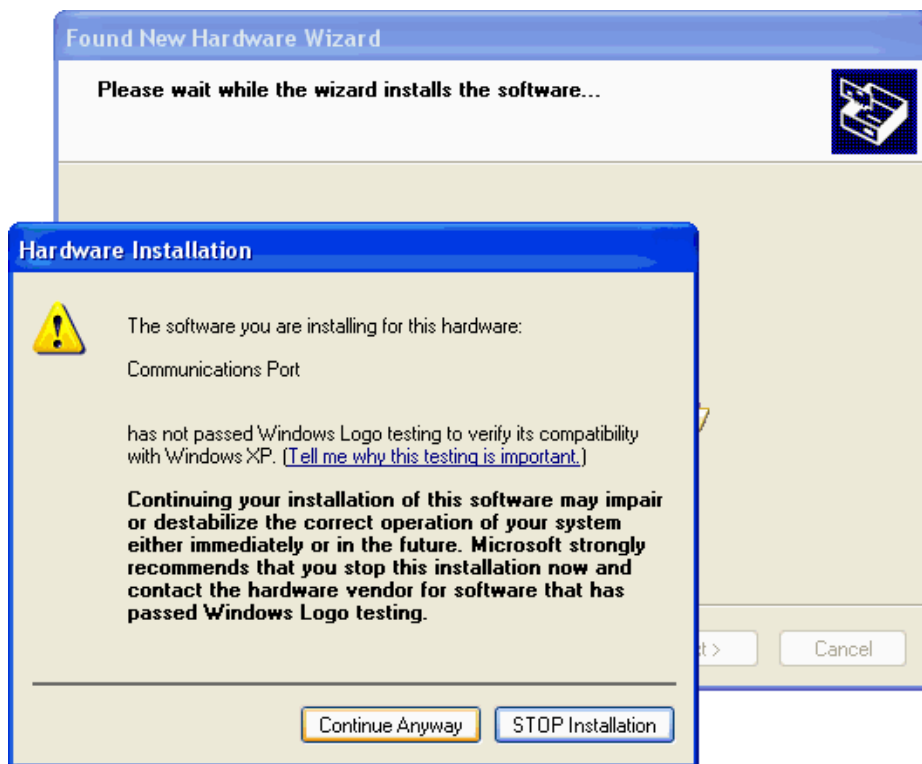 Found New Hardware Wizard
Please wait while the wizard installs the software...
Hardware Installation
The software you are installing for this hardware:
Communications Port
has not passed Windows Logo testing to verify its compatibility
with Windows XP. (Tell me why this testing is important.)
Continuing your installation of this software may impair
or destabilize the correct operation of your system
either immediately or in the future. Microsoft strongly
recommends that you stop this installation now and
contact the hardware vendor for software that has
passed Windows Logo testing.
Cancel
Continue Anyway
STOP Installation